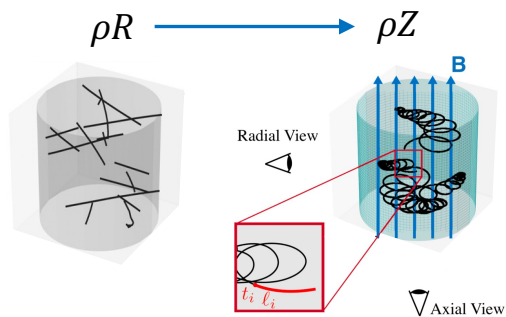 ρR
ρZ
B
Radial View
t_i ℓ_i
Axial View